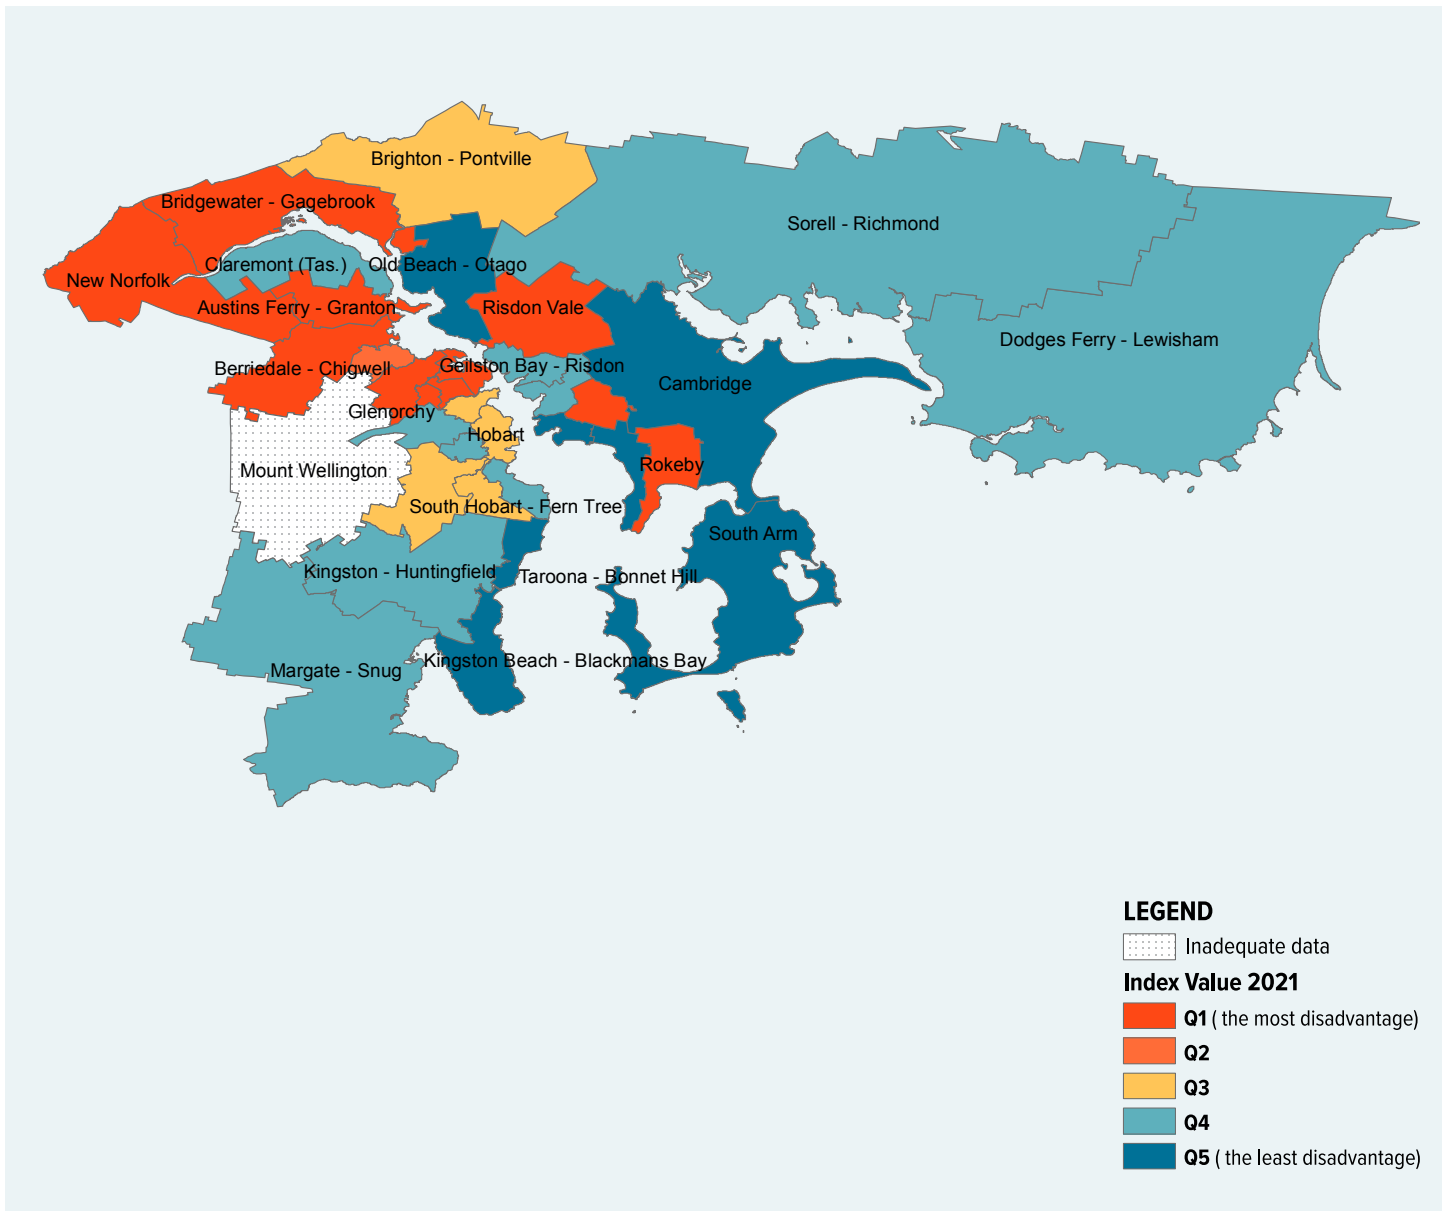 Brighton - Pontville
Bridgewater - Gagebrook
Sorell - Richmond
Claremont (Tas.)
Old Beach - Otago
New Norfolk
Austins Ferry - Granton
Risdon Vale
Dodges Ferry - Lewisham
Berriedale - Chigwell
Geilston Bay - Risdon
Cambridge
Glenorchy
Hobart
Mount Wellington
Rokeby
South Hobart - Fern Tree
South Arm
Kingston - Huntingfield
Taroona - Bonnet Hill
Kingston Beach - Blackmans Bay
Margate - Snug
LEGEND
Inadequate data
Index Value 2021
Q1 ( the most disadvantage)
Q2
Q3
Q4
Q5 ( the least disadvantage)